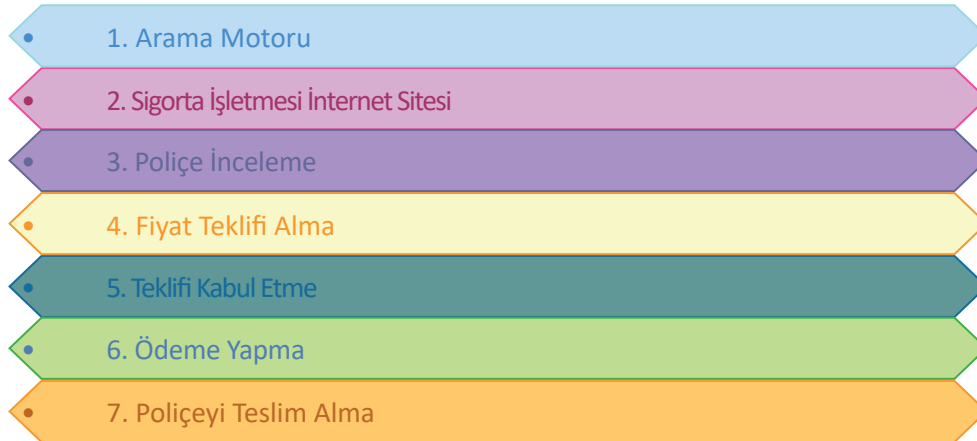 • 1. Arama Motoru
• 2. Sigorta İşletmesi İnternet Sitesi
• 3. Poliçe İnceleme
• 4. Fiyat Teklifi Alma
• 5. Teklifi Kabul Etme
• 6. Ödeme Yapma
• 7. Poliçeyi Teslim Alma